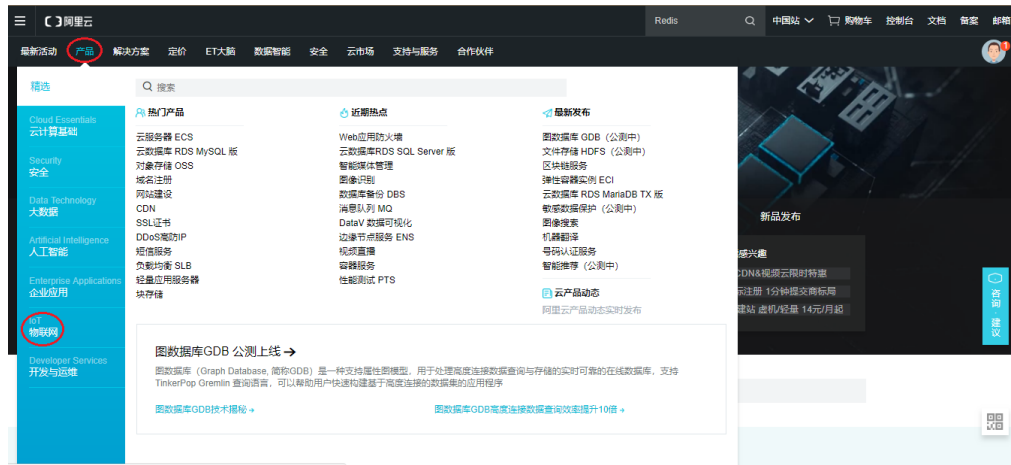 阿里云
Redis
中国站
购物车
控制台
文档
备案
邮箱
最新活动
产品
解决方案
定价
ET大脑
数据智能
安全
云市场
支持与服务
合作伙伴
1
精选
搜索
Cloud Essentials
云计算基础
Security
安全
Data Technology
大数据
Artificial Intelligence
人工智能
Enterprise Applications
企业应用
IoT
物联网
Developer Services
开发与运维
热门产品
云服务器 ECS
云数据库 RDS MySQL 版
对象存储 OSS
域名注册
网站建设
CDN
SSL证书
DDoS高防IP
短信服务
负载均衡 SLB
轻量应用服务器
块存储
近期热点
Web应用防火墙
云数据库RDS SQL Server 版
智能媒体管理
图像识别
数据库备份 DBS
消息队列 MQ
DataV 数据可视化
边缘节点服务 ENS
视频直播
容器服务
性能测试 PTS
最新发布
图数据库 GDB（公测中）
文件存储 HDFS（公测中）
区块链服务
弹性容器实例 ECI
云数据库 RDS MariaDB TX 版
敏感数据保护（公测中）
图像搜索
机器翻译
号码认证服务
智能推荐（公测中）
云产品动态
阿里云产品动态实时发布
图数据库GDB 公测上线 →
图数据库（Graph Database, 简称GDB）是一种支持属性图模型，用于处理高度连接数据查询与存储的实时可靠的在线数据库，支持
TinkerPop Gremlin 查询语言，可以帮助用户快速构建基于高度连接的数据集的应用程序
图数据库GDB技术揭秘 →
图数据库GDB高度连接数据查询效率提升10倍 →
新品发布
感兴趣
CDN&视频云限时特惠
标注册 1分钟提交商标局
建站 虚机/轻量 14元/月起
咨询·建议